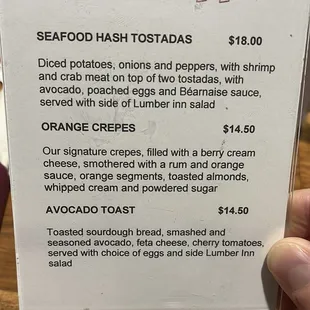 SEAFOOD HASH TOSTADAS $18.00
Diced potatoes, onions and peppers, with shrimp
and crab meat on top of two tostadas, with
avocado, poached eggs and Béarnaise sauce,
served with side of Lumber inn salad
ORANGE CREPES $14.50
Our signature crepes, filled with a berry cream
cheese, smothered with a rum and orange
sauce, orange segments, toasted almonds,
whipped cream and powdered sugar
AVOCADO TOAST $14.50
Toasted sourdough bread, smashed and
seasoned avocado, feta cheese, cherry tomatoes,
served with choice of eggs and side Lumber Inn
salad